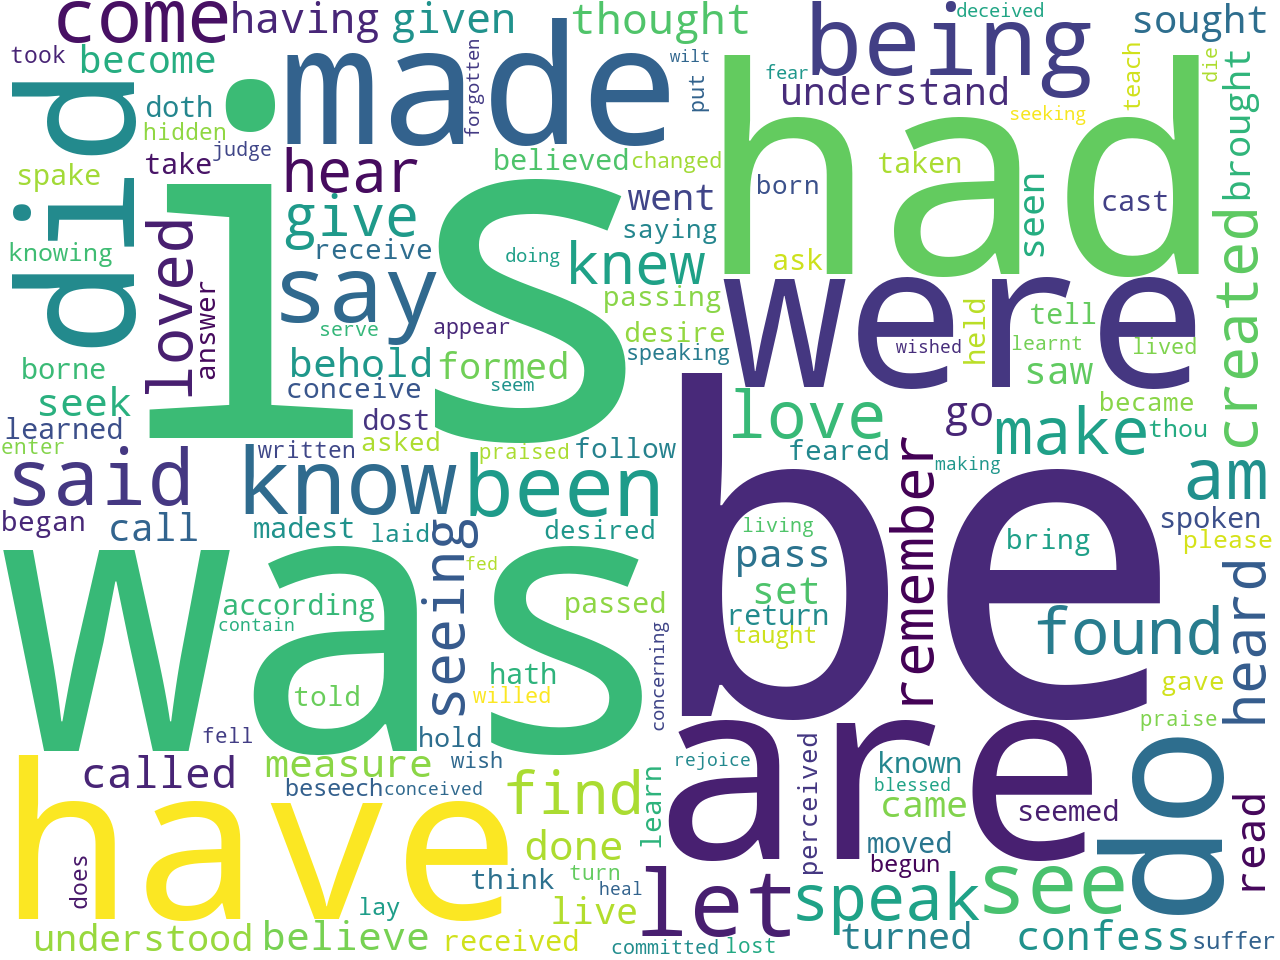 come
having
given
thought
being
deceived
sought
took
become
did
is
made
forgotten
wilt
put
fear
understand
had
seeking
teach
die
brought
doth
hidden
judge
take
hear
believed
changed
spake
loved
give
receive
went
born
taken
seen
cast
created
saying
knowing
answer
say
doing
knew
ask
passing
were
held
tell
serve
appear
desire
speaking
wished
learnt
lived
borne
behold
formed
seem
conceive
saw
seek
dost
love
go
became
learned
enter
written
asked
praised
follow
feared
remember
make
thou
making
am
said
know
been
be
began
call
madest
laid
desired
living
spoken
bring
please
was
seeing
fed
pass
set
according
contain
passed
return
taught
concerning
found
heard
hath
told
willed
gave
praise
fell
hold
wish
are
do
have
called
measure
beseech
conceived
find
rejoice
perceived
known
blessed
came
seemed
read
learn
done
moved
begun
does
think
turn
heal
let
speak
see
lay
live
understood
believe
received
committed
lost
turned
confess
suffer